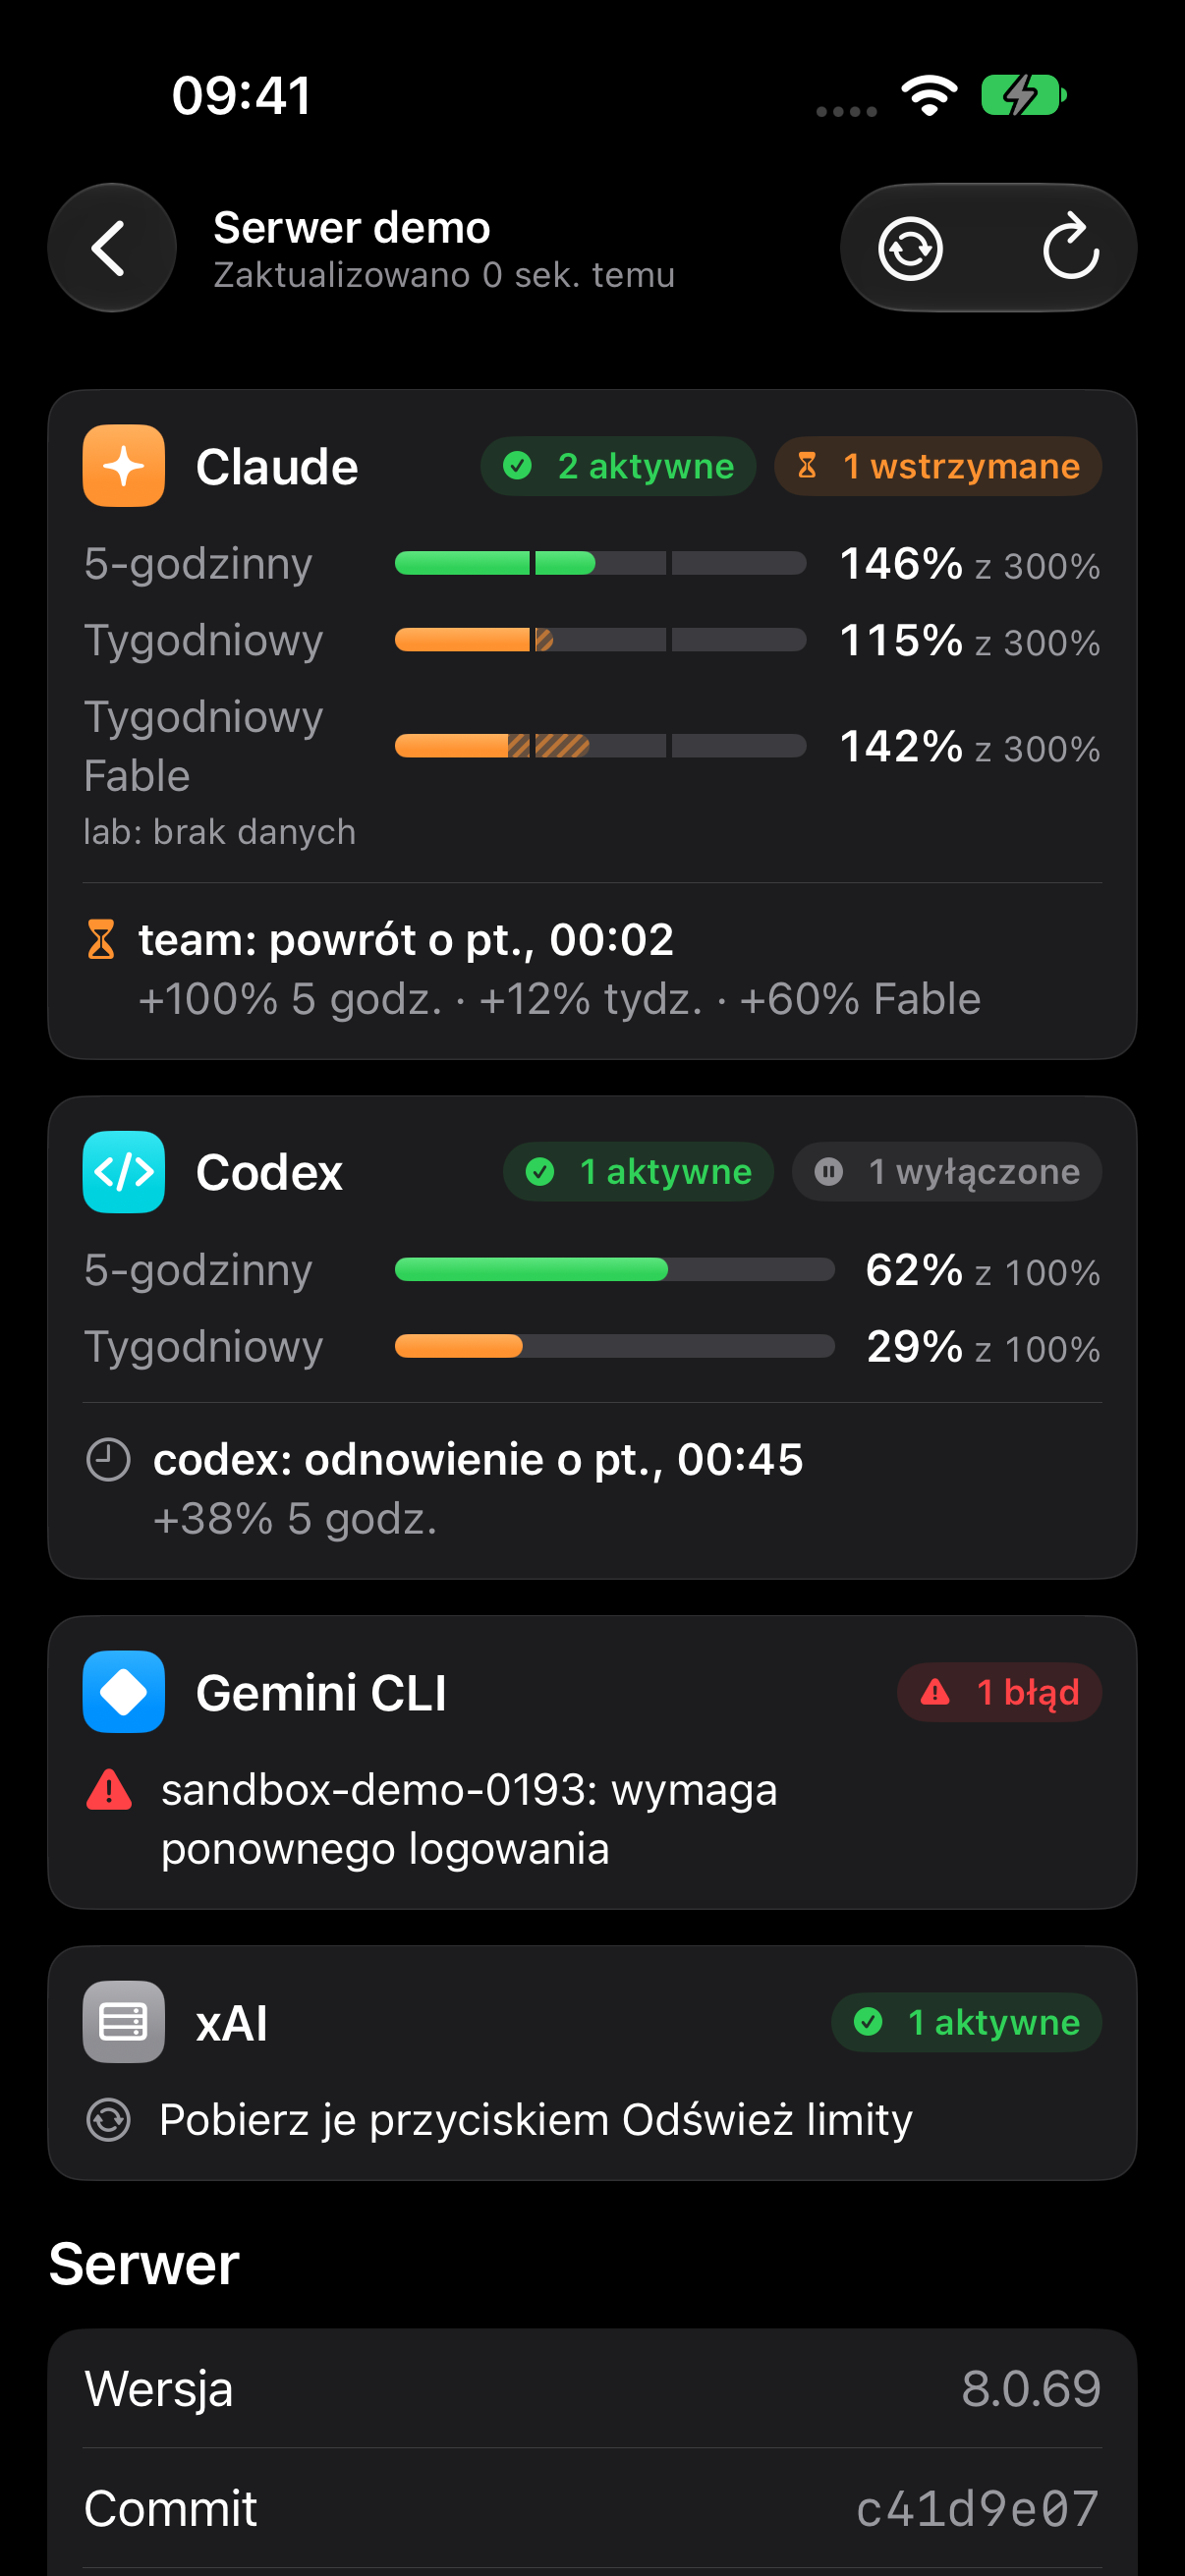 09:41
Serwer demo
Zaktualizowano 0 sek. temu
Claude
2 aktywne
1 wstrzymane
5-godzinny
146% z 300%
Tygodniowy
115% z 300%
Tygodniowy
Fable
142% z 300%
lab: brak danych
team: powrót o pt., 00:02
+100% 5 godz. · +12% tydz. · +60% Fable
Codex
1 aktywne
1 wyłączone
5-godzinny
62% z 100%
Tygodniowy
29% z 100%
codex: odnowienie o pt., 00:45
+38% 5 godz.
Gemini CLI
1 błąd
sandbox-demo-0193: wymaga
ponownego logowania
xAI
1 aktywne
Pobierz je przyciskiem Odśwież limity
Serwer
Wersja
8.0.69
Commit
c41d9e07